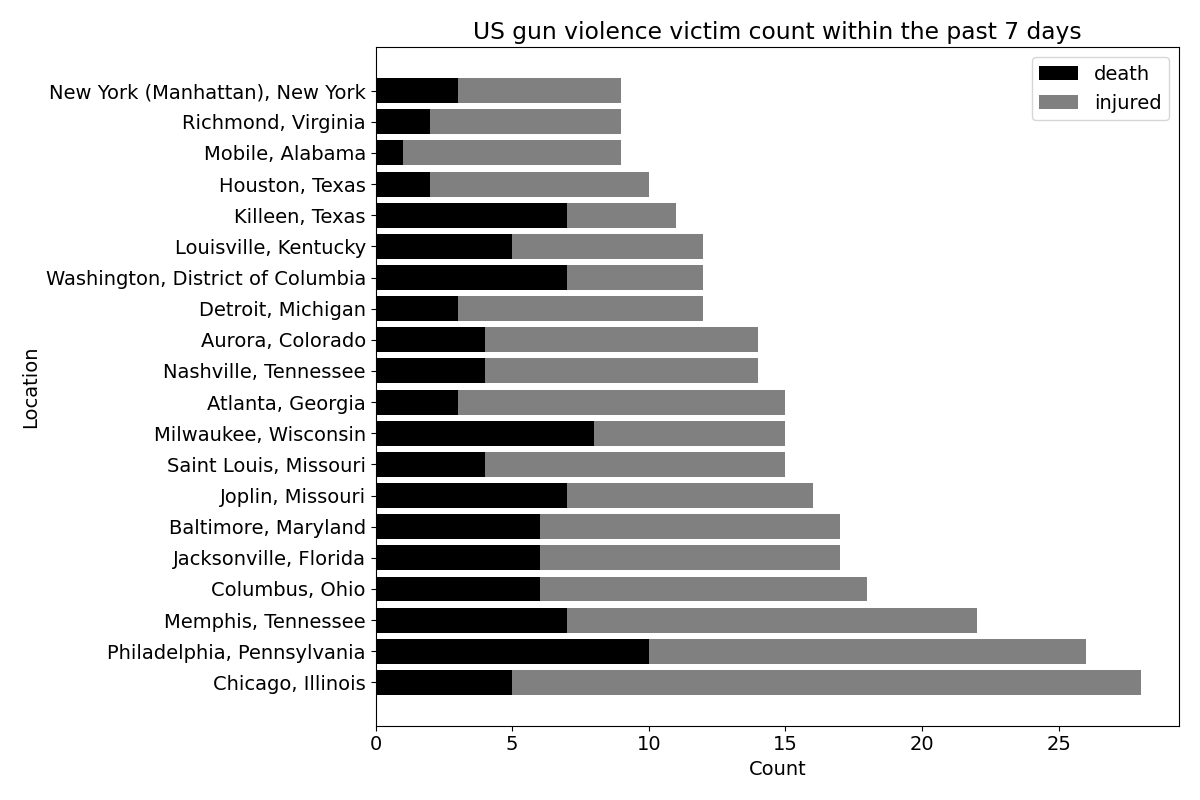 US gun violence victim count within the past 7 days
death
injured
New York (Manhattan), New York
Richmond, Virginia
Mobile, Alabama
Houston, Texas
Killeen, Texas
Louisville, Kentucky
Washington, District of Columbia
Detroit, Michigan
Aurora, Colorado
Nashville, Tennessee
Atlanta, Georgia
Milwaukee, Wisconsin
Saint Louis, Missouri
Joplin, Missouri
Baltimore, Maryland
Jacksonville, Florida
Columbus, Ohio
Memphis, Tennessee
Philadelphia, Pennsylvania
Chicago, Illinois
Location
0 5 10 15 20 25
Count